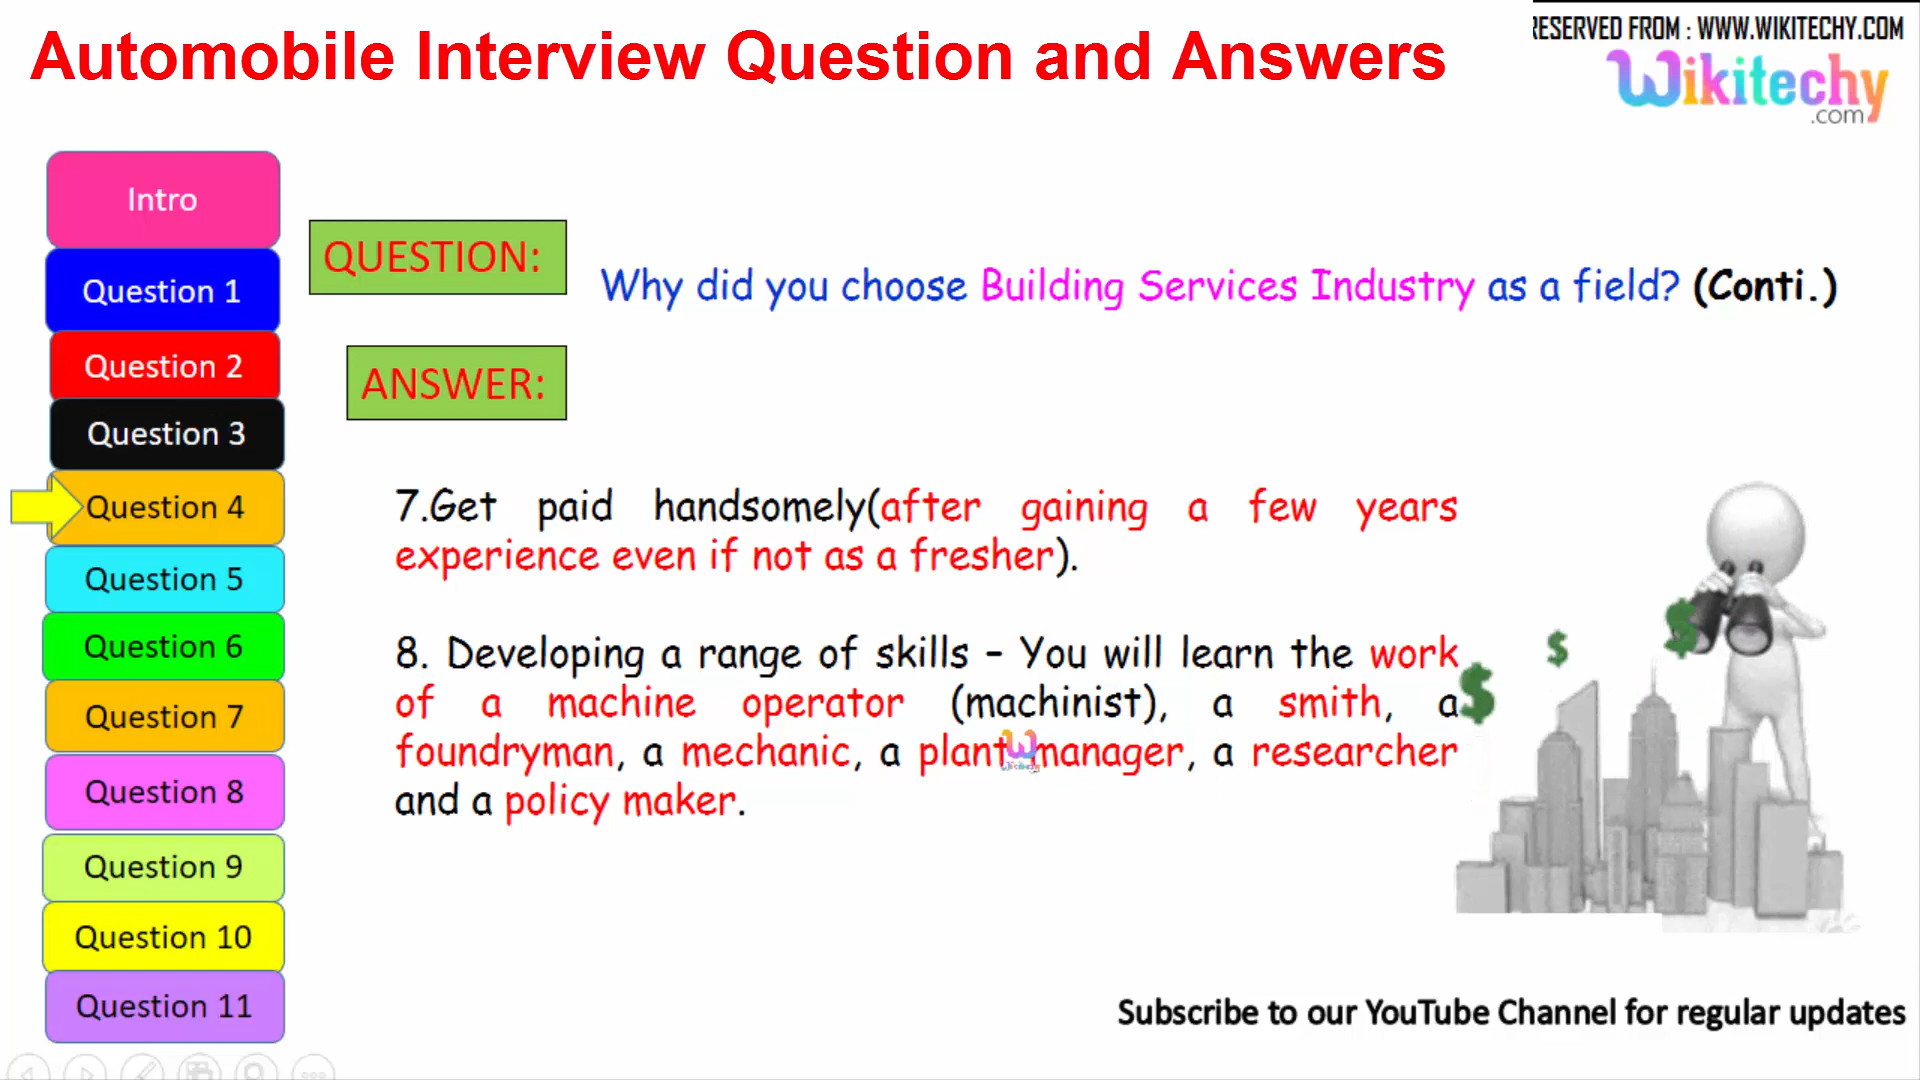 Automobile Interview Question and Answers
RESERVED FROM : WWW.WIKITECHY.COM
Wikitechy
.com
Intro
Question 1
Question 2
Question 3
Question 4
Question 5
Question 6
Question 7
Question 8
Question 9
Question 10
Question 11
QUESTION:
Why did you choose Building Services Industry as a field? (Conti.)
ANSWER:
7.Get paid handsomely(after gaining a few years
experience even if not as a fresher).
8. Developing a range of skills – You will learn the work
of a machine operator (machinist), a smith, a
foundryman, a mechanic, a plant manager, a researcher
and a policy maker.
Subscribe to our YouTube Channel for regular updates